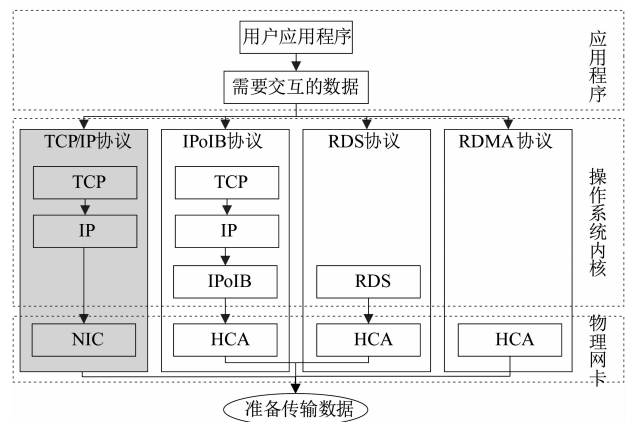 用户应用程序
需要交互的数据
应用程序
TCP/IP协议
IPoIB协议
RDS协议
RDMA 协议
TCP
TCP
IP
IP
IPoIB
RDS
操作系统内核
NIC
HCA
HCA
HCA
物理网卡
准备传输数据